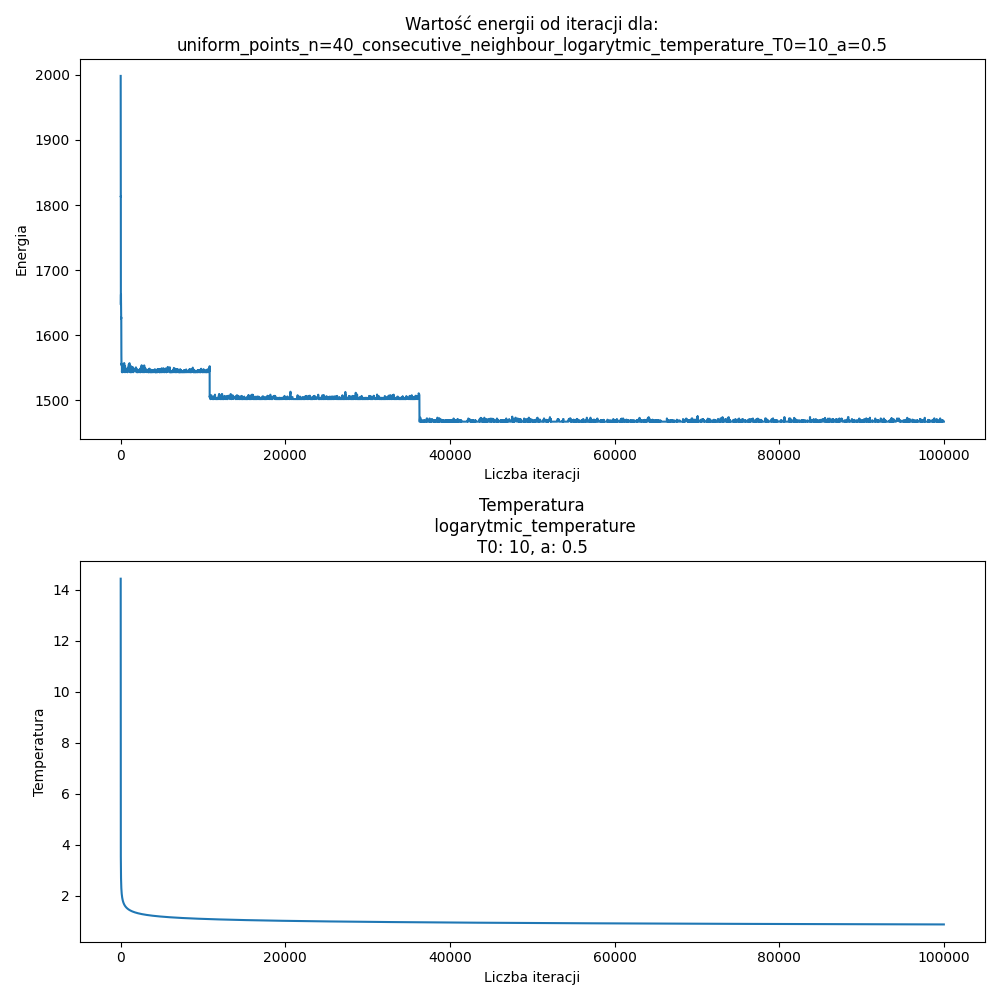 Wartość energii od iteracji dla:
uniform_points_n=40_consecutive_neighbour_logarytmic_temperature_T0=10_a=0.5
2000
1900
1800
1700
1600
1500
Energia
0 20000 40000 60000 80000 100000
Liczba iteracji
Temperatura
logarytmic_temperature
T0: 10, a: 0.5
14
12
10
8
6
4
2
Temperatura
0 20000 40000 60000 80000 100000
Liczba iteracji